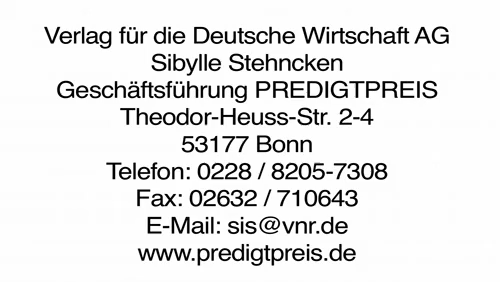 Verlag für die Deutsche Wirtschaft AG
Sibylle Stehncken
Geschäftsführung PREDIGTPREIS
Theodor-Heuss-Str. 2-4
53177 Bonn
Telefon: 0228 / 8205-7308
Fax: 02632 / 710643
E-Mail: sis@vnr.de
www.predigtpreis.de